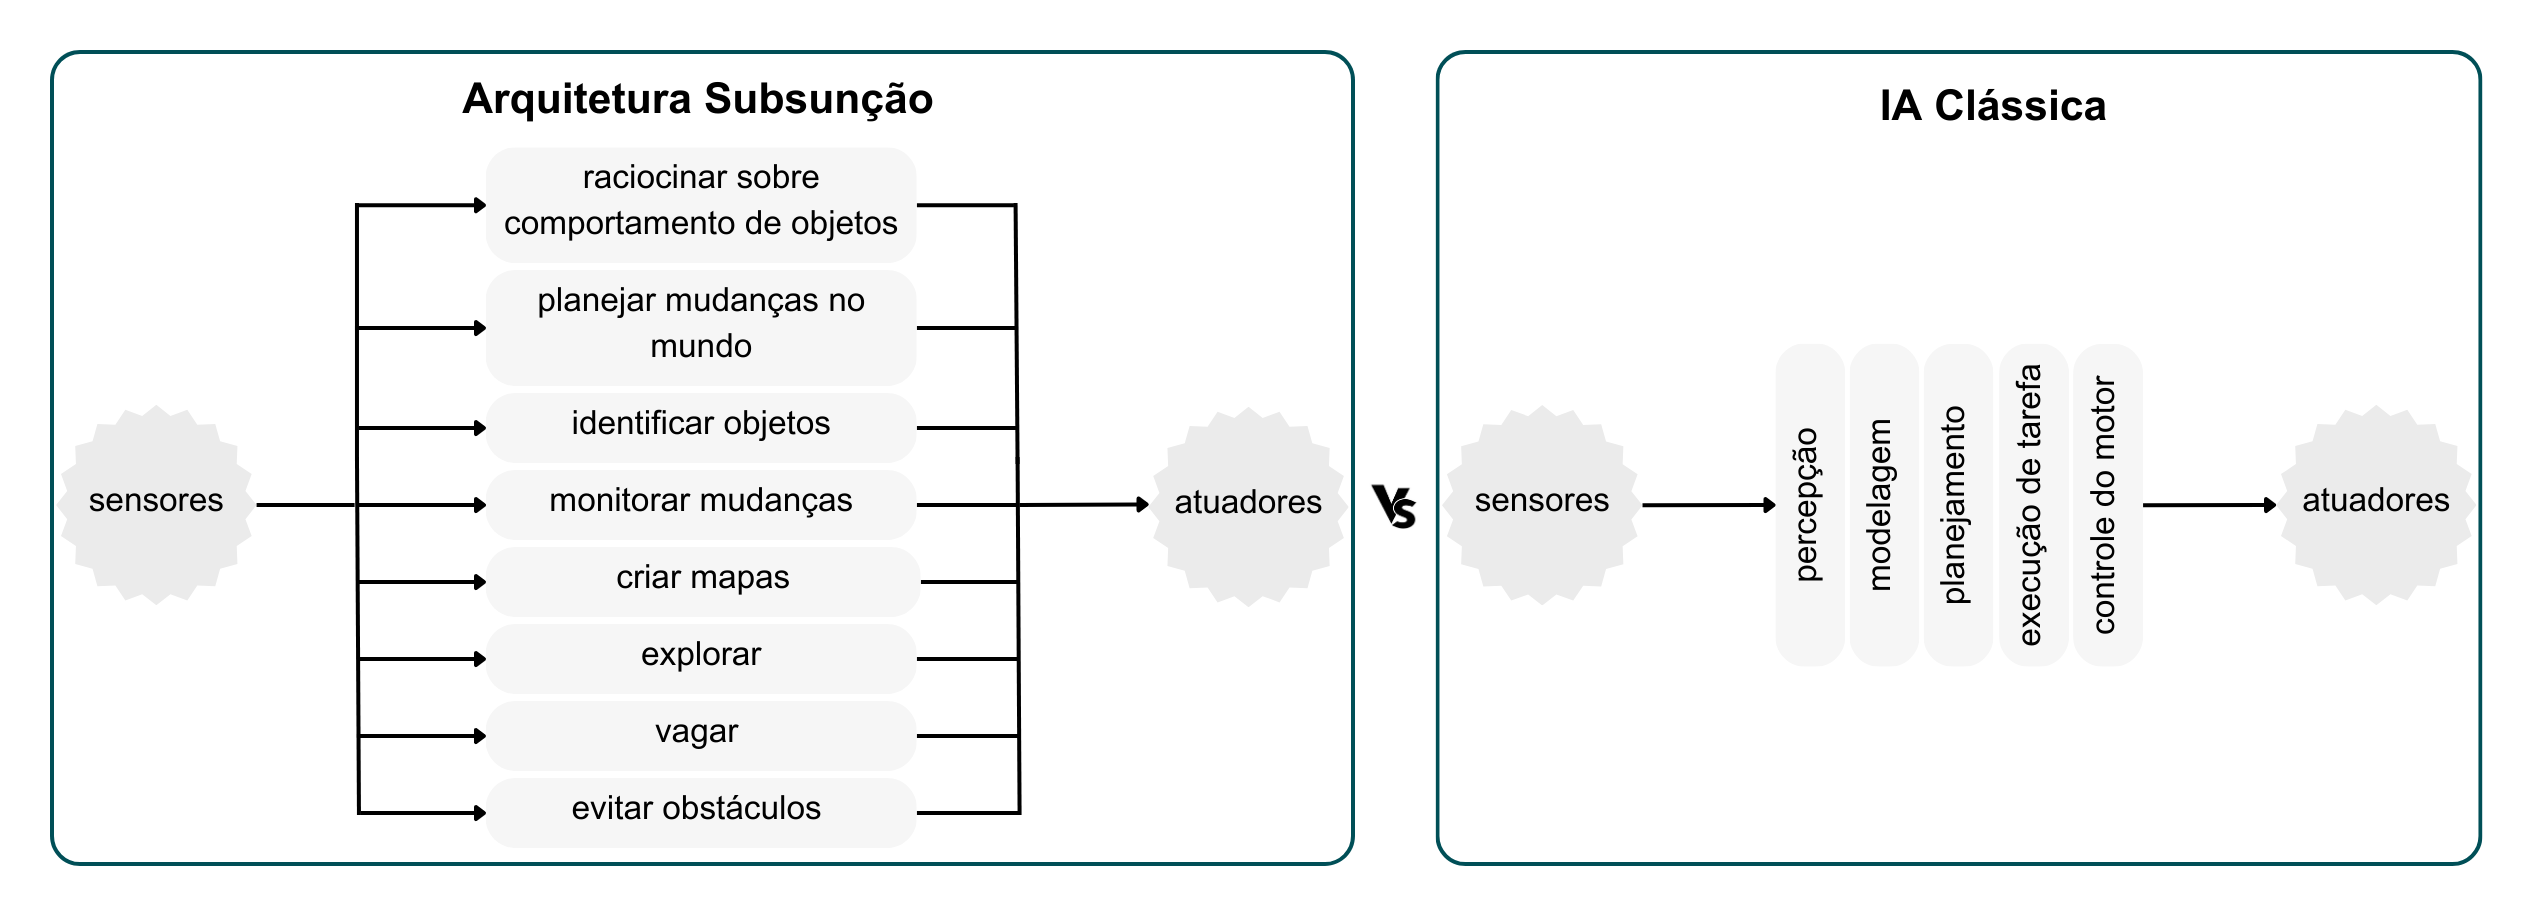 Arquitetura Subsunção
raciocinar sobre
comportamento de objetos
planejar mudanças no
mundo
identificar objetos
monitorar mudanças
criar mapas
explorar
vagar
evitar obstáculos
sensores
atuadores
VS
IA Clássica
sensores
percepção
modelagem
planejamento
execução de tarefa
controle do motor
atuadores